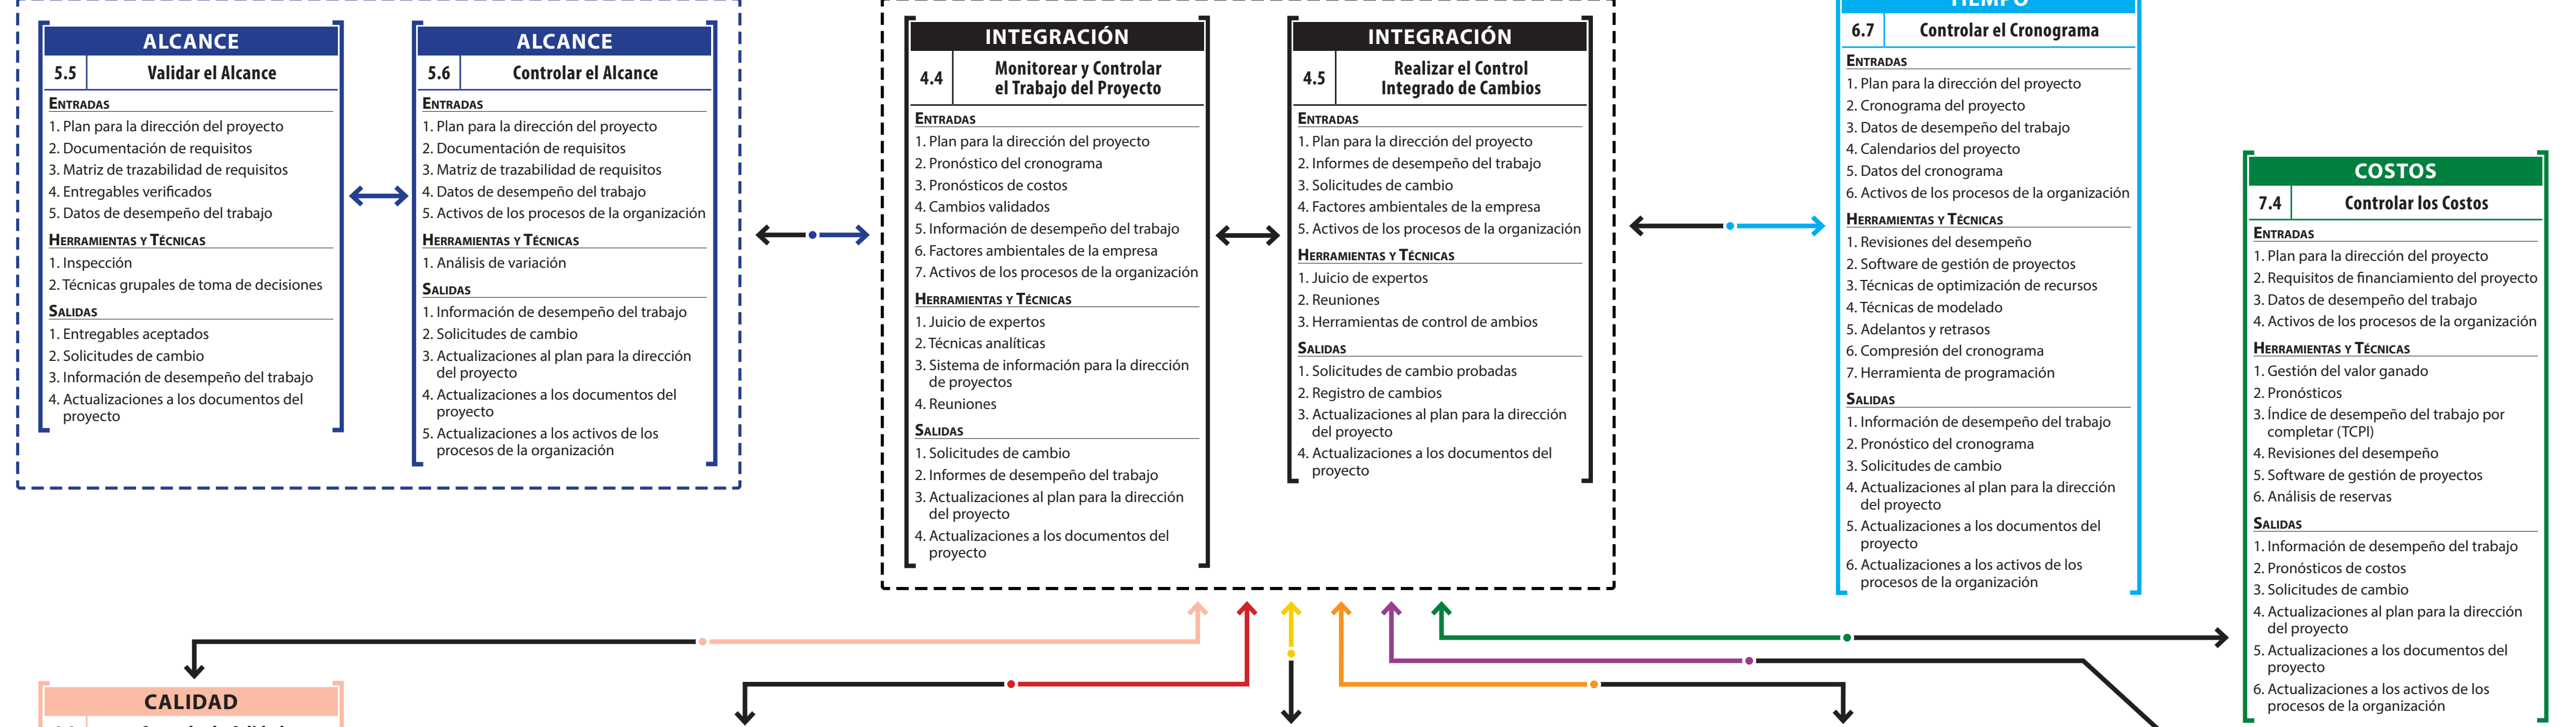 ALCANCE
5.5 Validar el Alcance
ENTRADAS
1. Plan para la dirección del proyecto
2. Documentación de requisitos
3. Matriz de trazabilidad de requisitos
4. Entregables verificados
5. Datos de desempeño del trabajo
HERRAMIENTAS Y TÉCNICAS
1. Inspección
2. Técnicas grupales de toma de decisiones
SALIDAS
1. Entregables aceptados
2. Solicitudes de cambio
3. Información de desempeño del trabajo
4. Actualizaciones a los documentos del
proyecto
ALCANCE
5.6 Controlar el Alcance
ENTRADAS
1. Plan para la dirección del proyecto
2. Documentación de requisitos
3. Matriz de trazabilidad de requisitos
4. Datos de desempeño del trabajo
5. Activos de los procesos de la organización
HERRAMIENTAS Y TÉCNICAS
1. Análisis de variación
SALIDAS
1. Información de desempeño del trabajo
2. Solicitudes de cambio
3. Actualizaciones al plan para la dirección
del proyecto
4. Actualizaciones a los documentos del
proyecto
5. Actualizaciones a los activos de los
procesos de la organización
INTEGRACIÓN
4.4 Monitorear y Controlar
el Trabajo del Proyecto
ENTRADAS
1. Plan para la dirección del proyecto
2. Pronóstico del cronograma
3. Pronósticos de costos
4. Cambios validados
5. Información de desempeño del trabajo
6. Factores ambientales de la empresa
7. Activos de los procesos de la organización
HERRAMIENTAS Y TÉCNICAS
1. Juicio de expertos
2. Técnicas analíticas
3. Sistema de información para la dirección
de proyectos
4. Reuniones
SALIDAS
1. Solicitudes de cambio
2. Informes de desempeño del trabajo
3. Actualizaciones al plan para la dirección
del proyecto
4. Actualizaciones a los documentos del
proyecto
INTEGRACIÓN
4.5 Realizar el Control
Integrado de Cambios
ENTRADAS
1. Plan para la dirección del proyecto
2. Informes de desempeño del trabajo
3. Solicitudes de cambio
4. Factores ambientales de la empresa
5. Activos de los procesos de la organización
HERRAMIENTAS Y TÉCNICAS
1. Juicio de expertos
2. Reuniones
3. Herramientas de control de ambios
SALIDAS
1. Solicitudes de cambio probadas
2. Registro de cambios
3. Actualizaciones al plan para la dirección
del proyecto
4. Actualizaciones a los documentos del
proyecto
TIEMPO
6.7 Controlar el Cronograma
ENTRADAS
1. Plan para la dirección del proyecto
2. Cronograma del proyecto
3. Datos de desempeño del trabajo
4. Calendarios del proyecto
5. Datos del cronograma
6. Activos de los procesos de la organización
HERRAMIENTAS Y TÉCNICAS
1. Revisiones del desempeño
2. Software de gestión de proyectos
3. Técnicas de optimización de recursos
4. Técnicas de modelado
5. Adelantos y retrasos
6. Compresión del cronograma
7. Herramienta de programación
SALIDAS
1. Información de desempeño del trabajo
2. Pronóstico del cronograma
3. Solicitudes de cambio
4. Actualizaciones al plan para la dirección
del proyecto
5. Actualizaciones a los documentos del
proyecto
6. Actualizaciones a los activos de los
procesos de la organización
COSTOS
7.4 Controlar los Costos
ENTRADAS
1. Plan para la dirección del proyecto
2. Requisitos de financiamiento del proyecto
3. Datos de desempeño del trabajo
4. Activos de los procesos de la organización
HERRAMIENTAS Y TÉCNICAS
1. Gestión del valor ganado
2. Pronósticos
3. Índice de desempeño del trabajo por
completar (TCPI)
4. Revisiones del desempeño
5. Software de gestión de proyectos
6. Análisis de reservas
SALIDAS
1. Información de desempeño del trabajo
2. Pronósticos de costos
3. Solicitudes de cambio
4. Actualizaciones al plan para la dirección
del proyecto
5. Actualizaciones a los documentos del
proyecto
6. Actualizaciones a los activos de los
procesos de la organización
CALIDAD